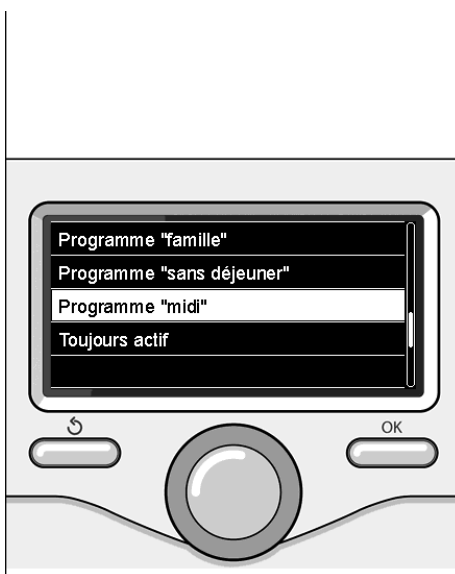 Programme "famille"
Programme "sans déjeuner"
Programme "midi"
Toujours actif
OK